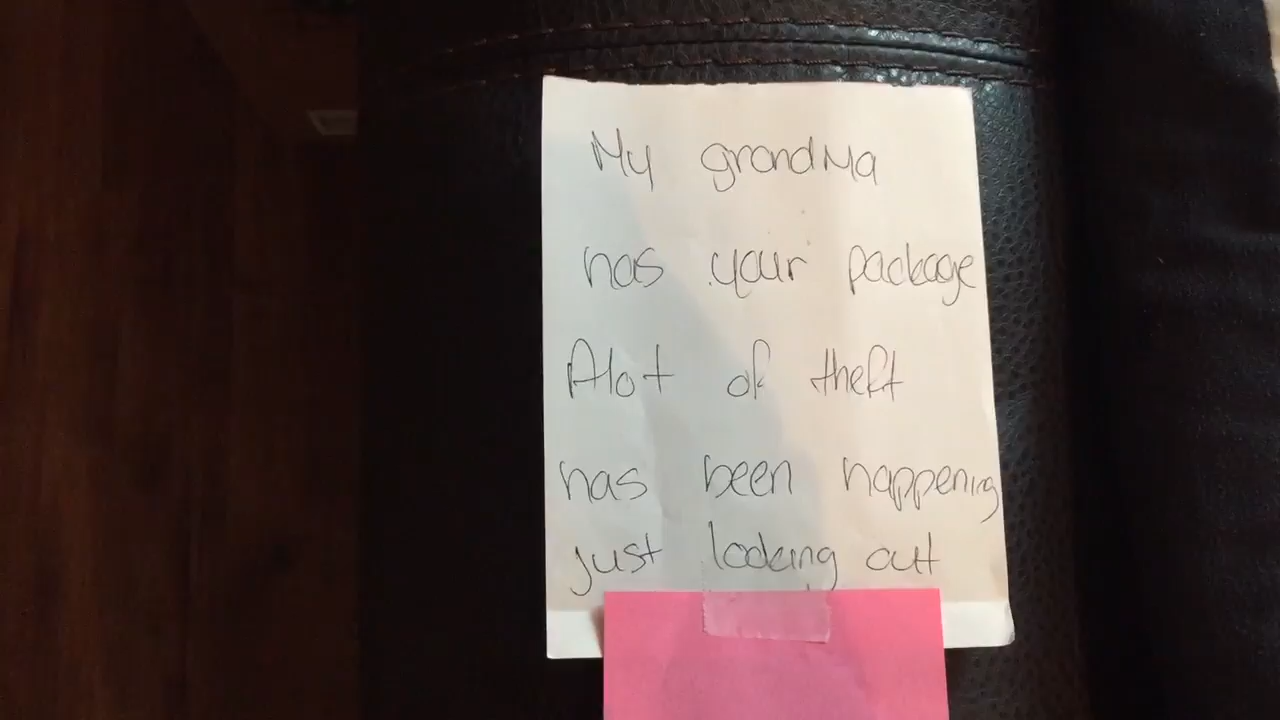 My grandMa
has your package
Alot of theft
has been happening
just looking out